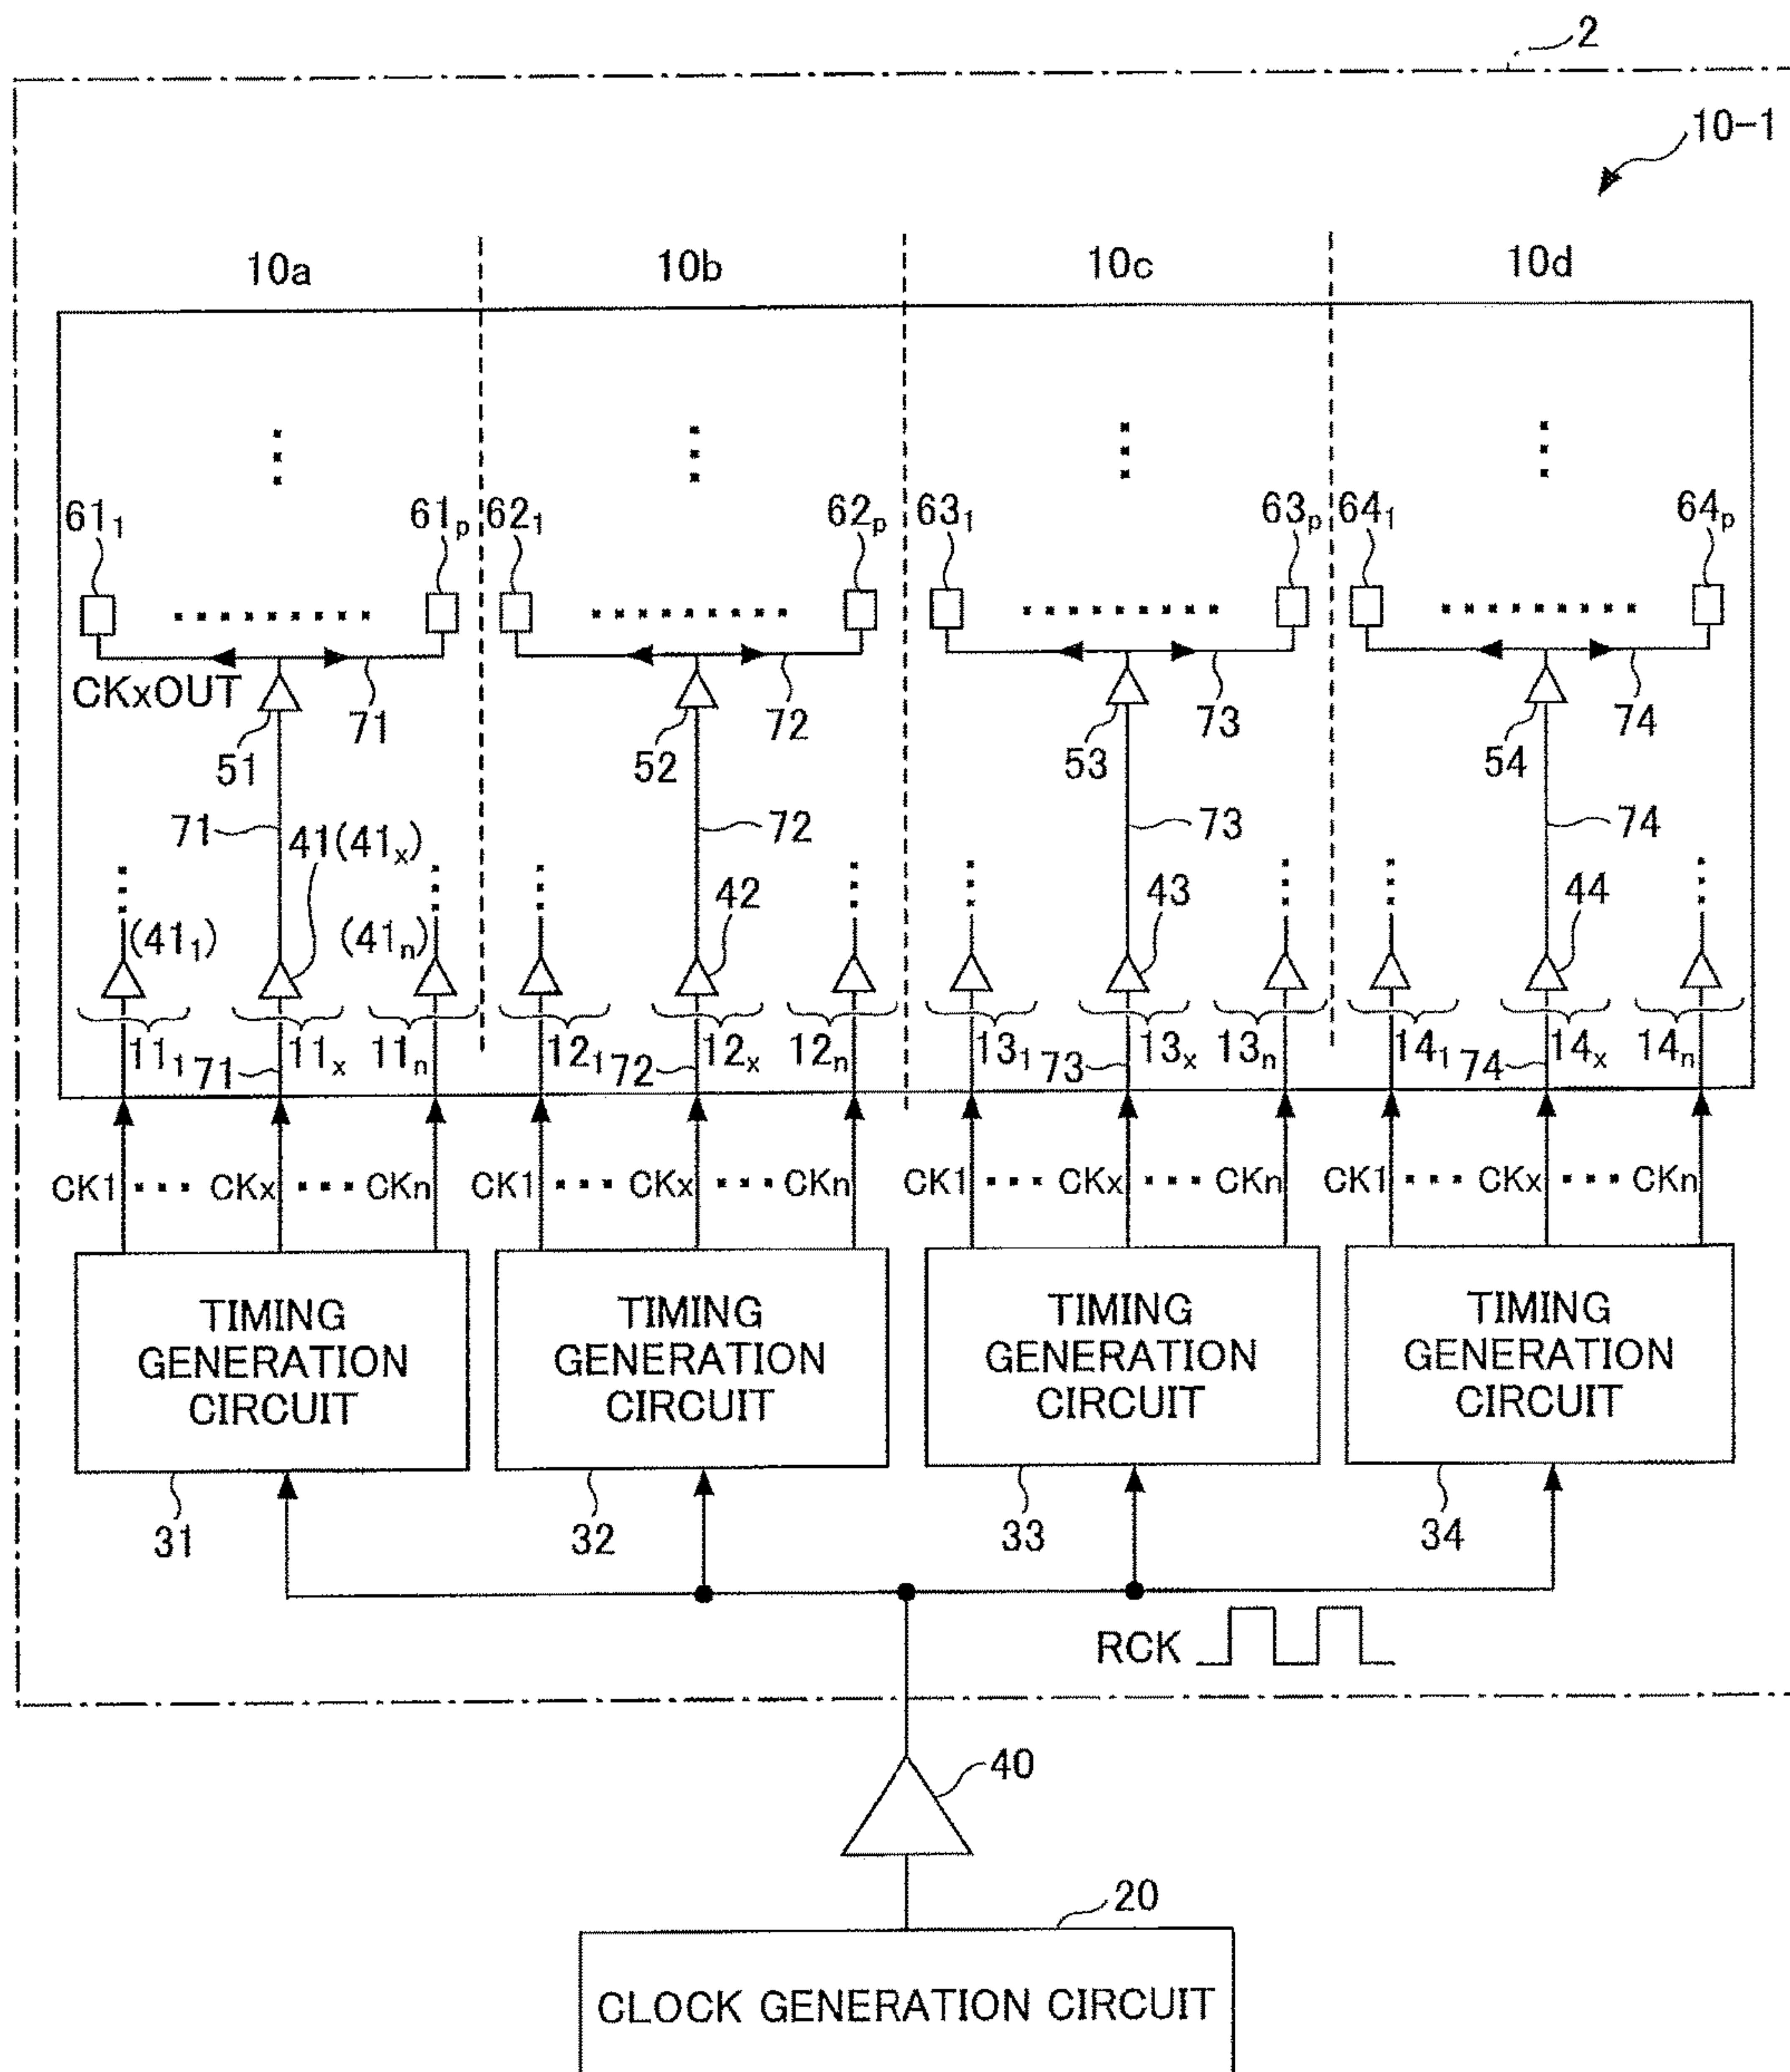 2
10-1
10a 10b 10c 10d
61₁ 61ₚ 62₁ 62ₚ 63₁ 63ₚ 64₁ 64ₚ
CKxOUT 71 72 73 74
51 52 53 54
71 41(41ₓ) 72 73 74
(41₁) (41ₙ) 42 43 44
11₁ 71 11ₓ 11ₙ 12₁ 72 12ₓ 12ₙ 13₁ 73 13ₓ 13ₙ 14₁ 74 14ₓ 14ₙ
CK1 ··· CKx ··· CKn CK1 ··· CKx ··· CKn CK1 ··· CKx ··· CKn CK1 ··· CKx ··· CKn
TIMING
GENERATION
CIRCUIT
TIMING
GENERATION
CIRCUIT
TIMING
GENERATION
CIRCUIT
TIMING
GENERATION
CIRCUIT
31 32 33 34
RCK
40
20
CLOCK GENERATION CIRCUIT